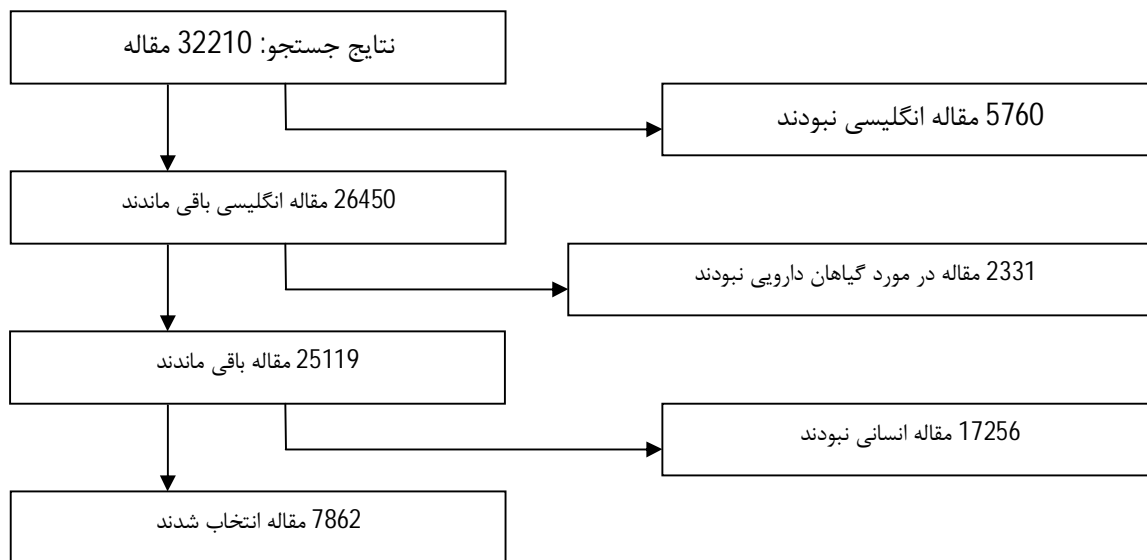 نتایج جستجو: 32210 مقاله
5760 مقاله انگلیسی نبودند
26450 مقاله انگلیسی باقی ماندند
2331 مقاله در مورد گیاهان دارویی نبودند
25119 مقاله باقی ماندند
17256 مقاله انسانی نبودند
7862 مقاله انتخاب شدند